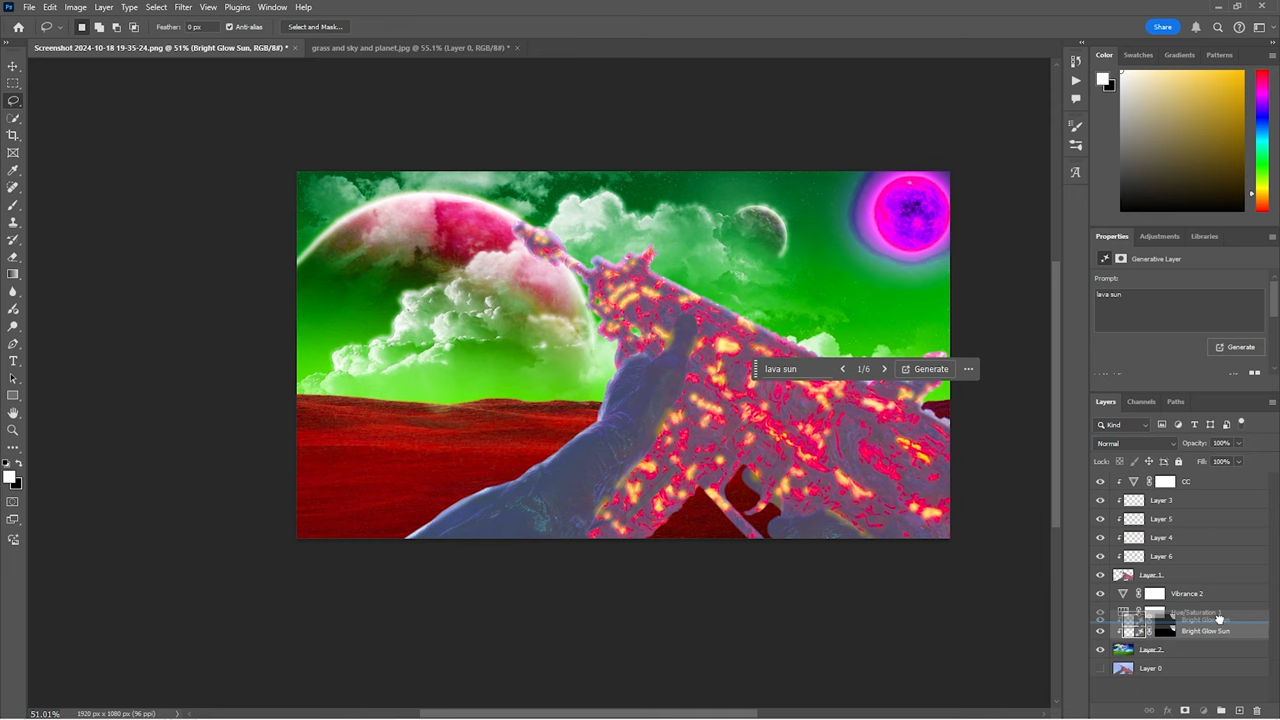 Ps File Edit Image Layer Type Select Filter View Plugins Window Help
Feather: 0 px Anti-alias Select and Mask... Share
Screenshot 2024-10-18 19-35-24.png @ 51% (Bright Glow Sun, RGB/8#) * × grass and sky and planet.jpg @ 55.1% (Layer 0, RGB/8#) * ×
Color Swatches Gradients Patterns
Properties Adjustments Libraries
Generative Layer
Prompt:
lava sun
Generate
lava sun 1/6 Generate
Layers Channels Paths
Kind
Normal Opacity: 100%
Lock: Fill: 100%
CC
Layer 3
Layer 5
Layer 4
Layer 6
Layer 1
Vibrance 2
Hue/Saturation 1
Bright Glow Sun
Layer 2
Layer 0
51.01% 1920 px x 1080 px (96 ppi)